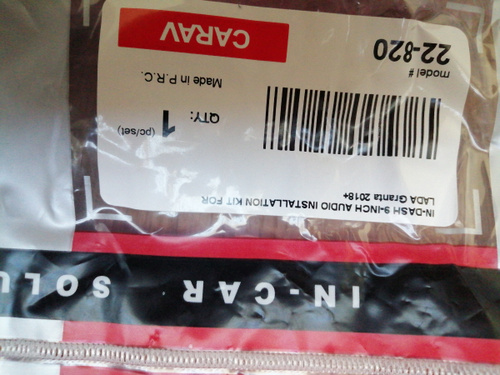 IN-CAR SOLU
IN-DASH 9-INCH AUDIO INSTALLATION KIT FOR
LADA Granta 2018+
QTY: 1 (pc/set)
Made in P.R.C.
model #
22-820
CARAV